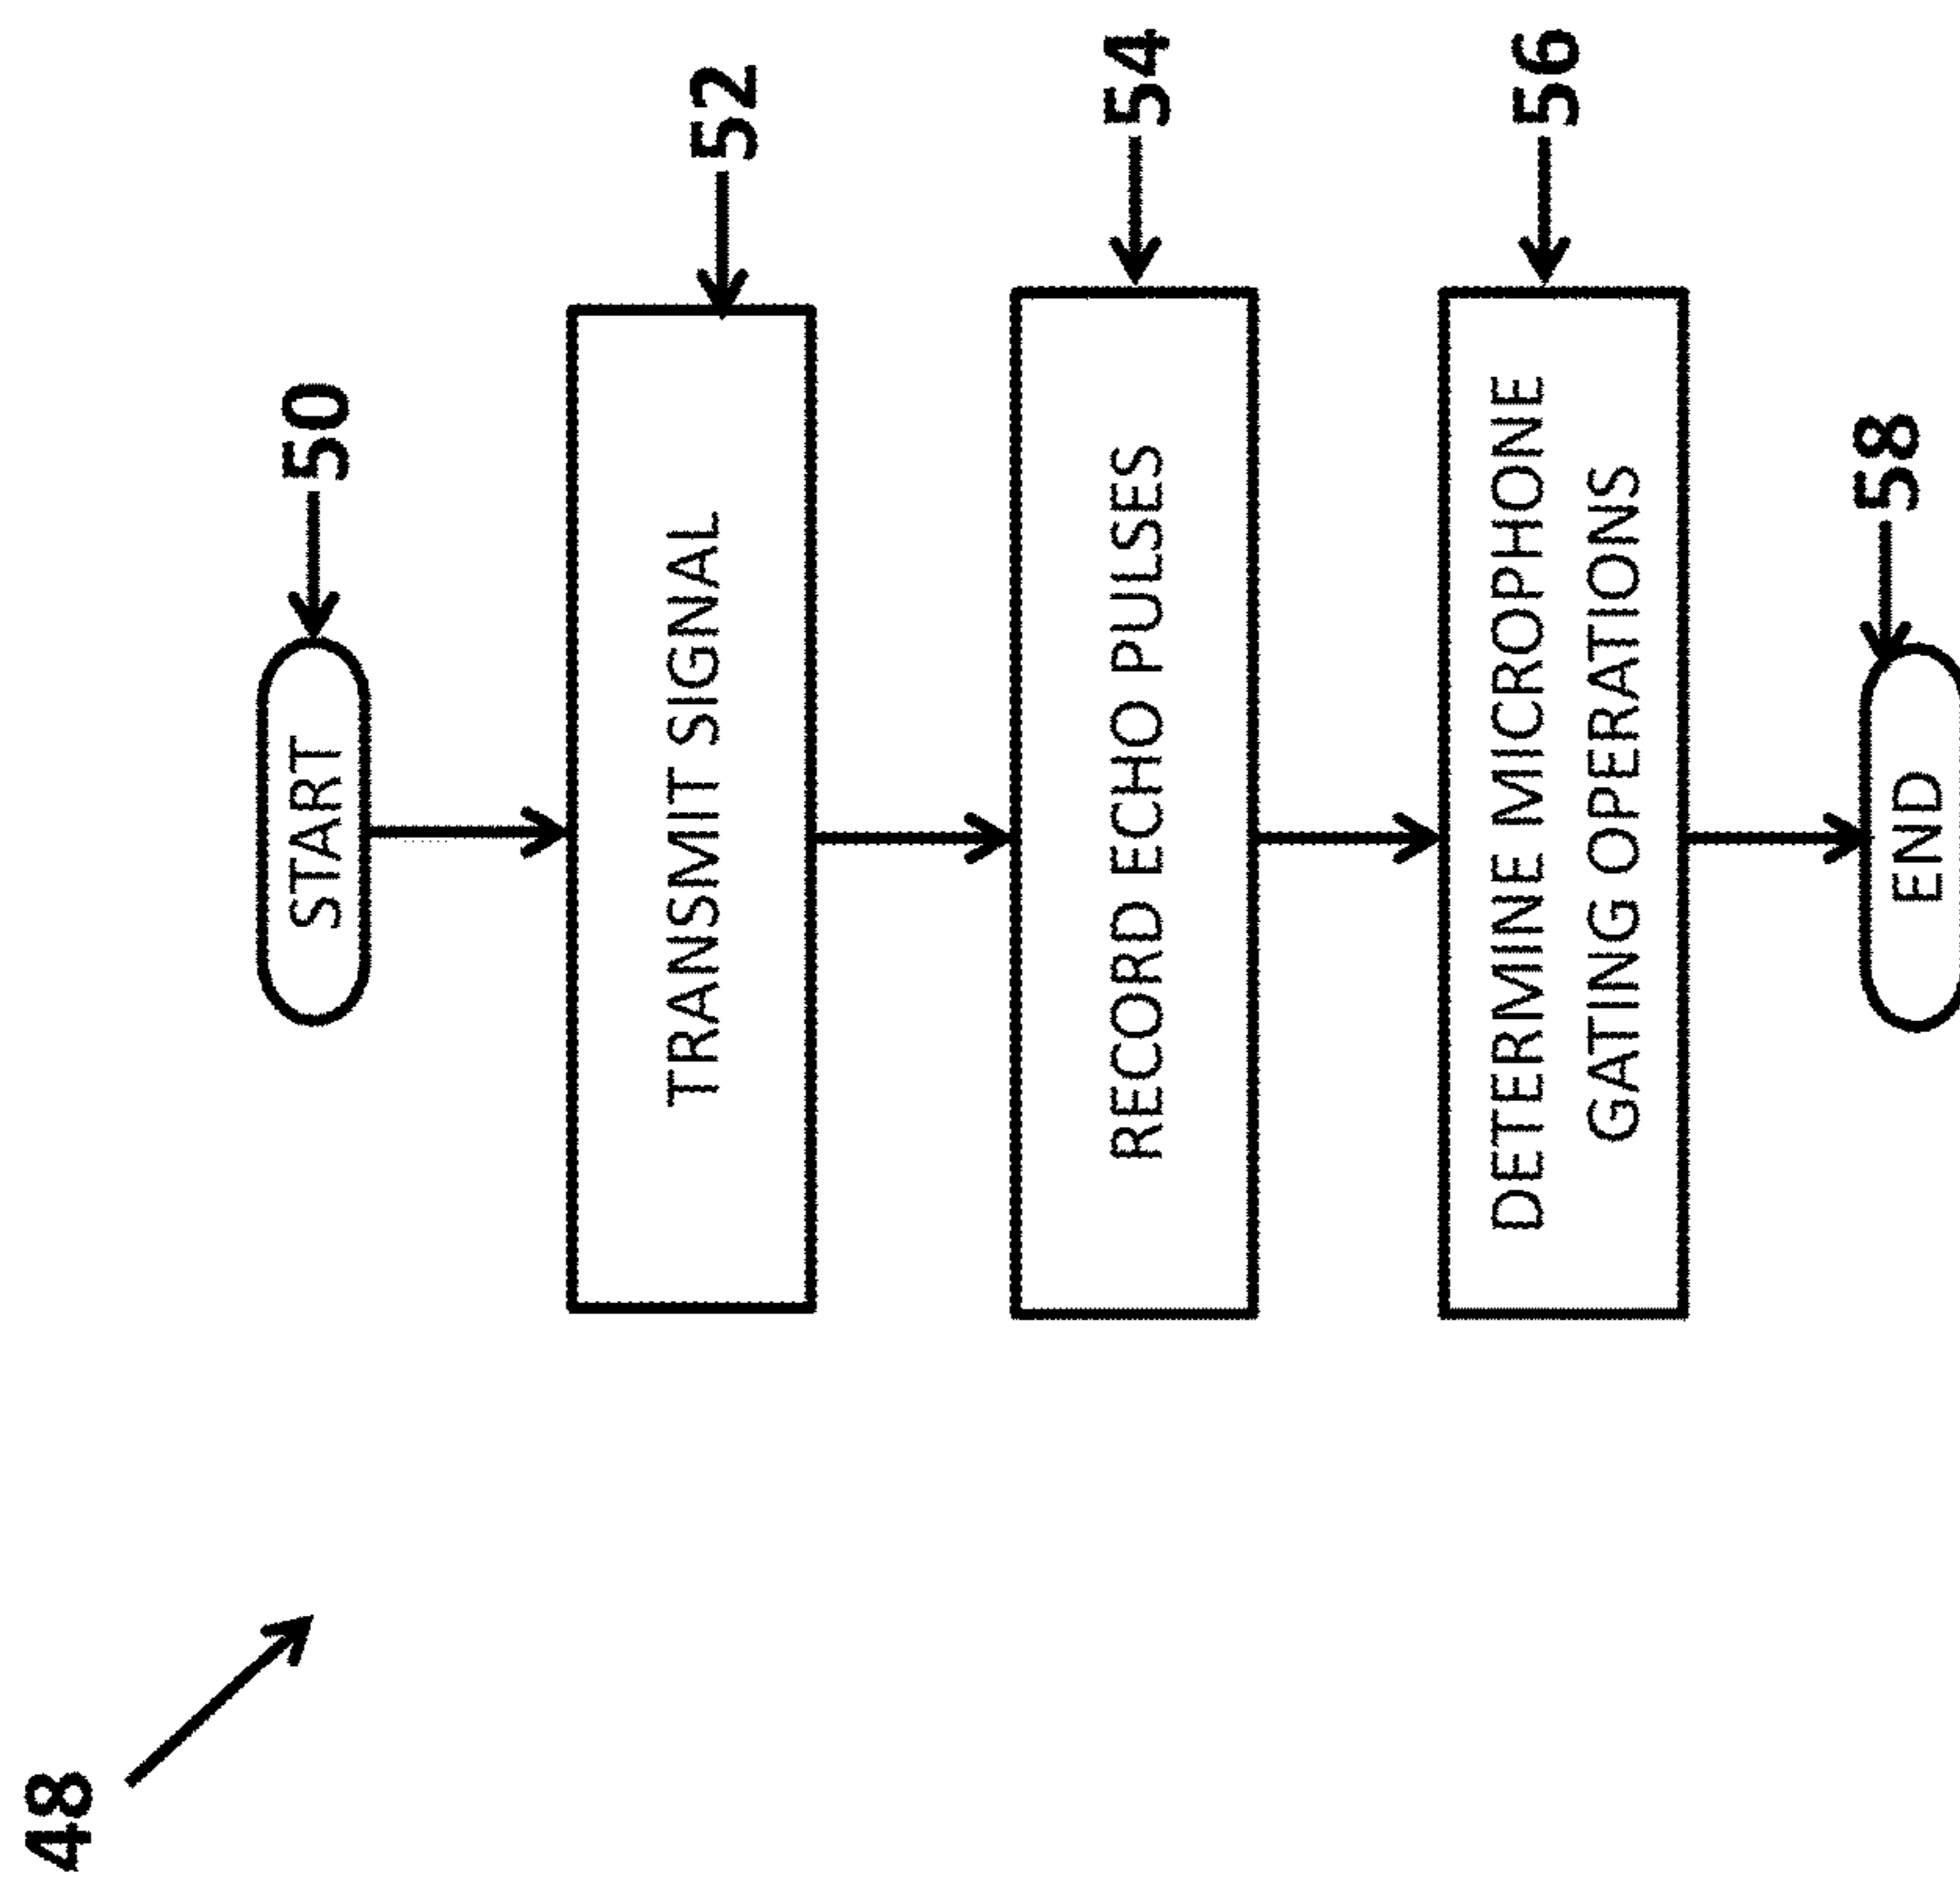 48
START
50
TRANSMIT SIGNAL
52
RECORD ECHO PULSES
54
DETERMINE MICROPHONE
GATING OPERATIONS
56
END
58